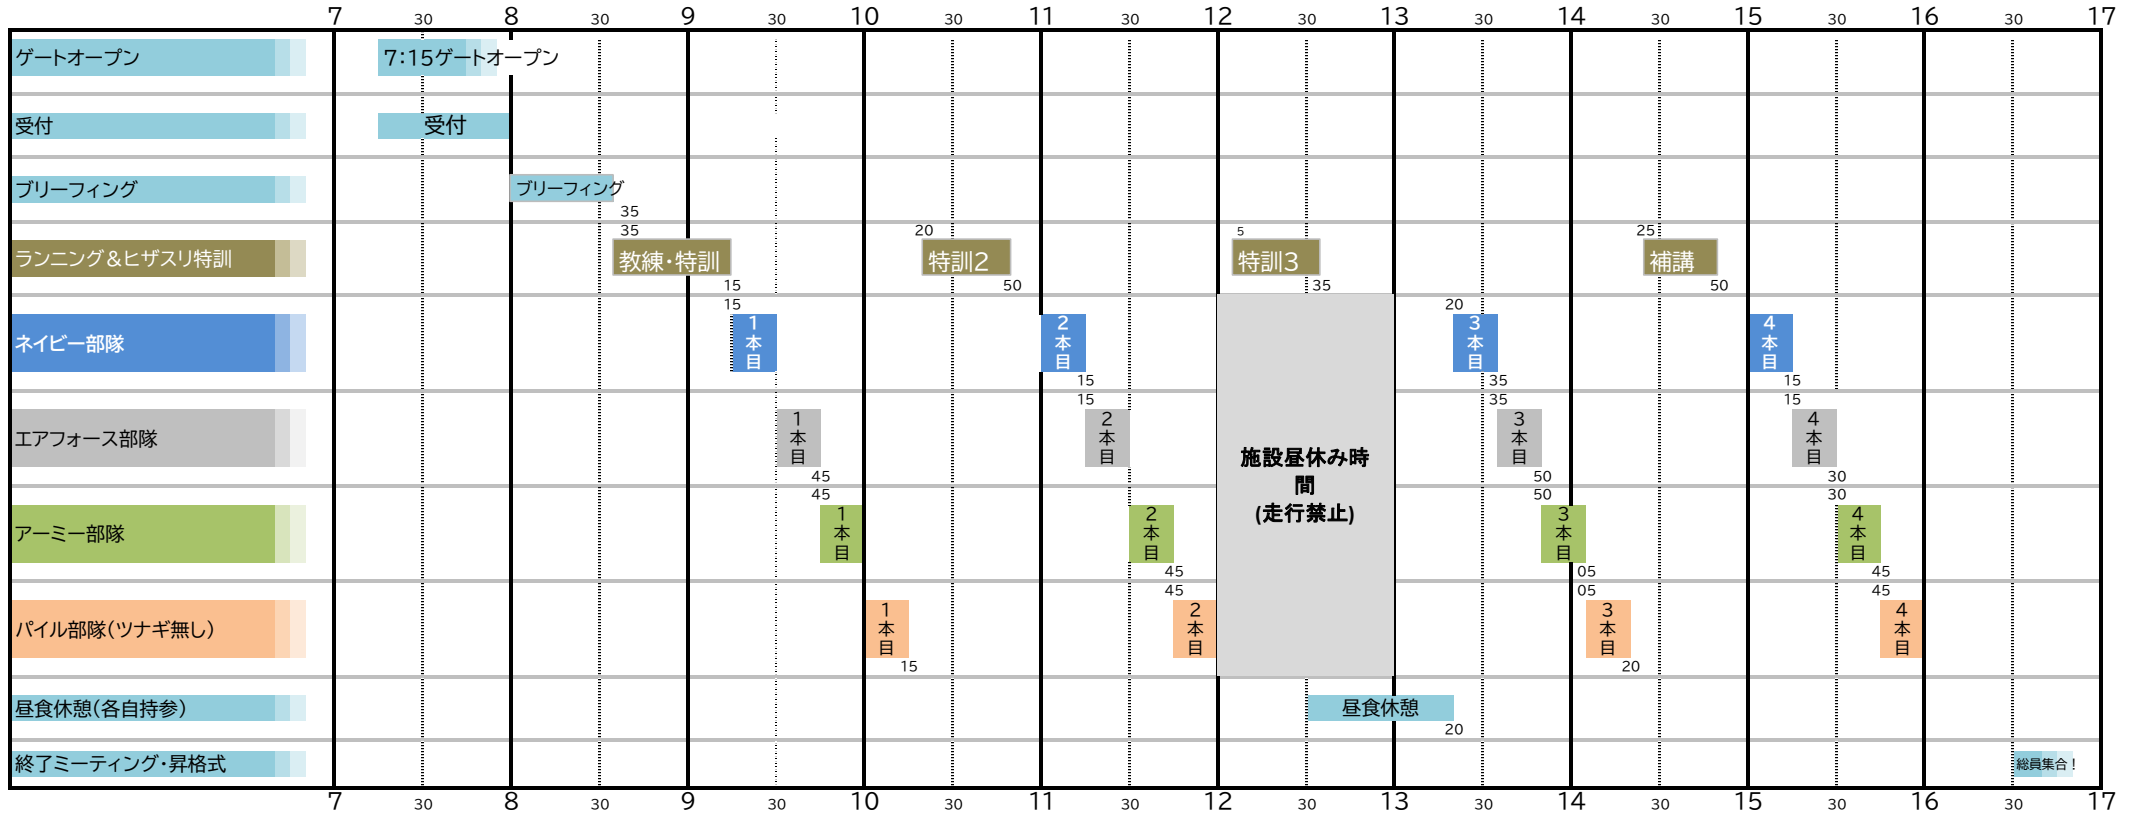 7 30 8 30 9 30 10 30 11 30 12 30 13 30 14 30 15 30 16 30 17
ゲートオープン 7:15ゲートオープン
受付 受付
ブリーフィング ブリーフィング
35
35 20 5 25
ランニング＆ヒザスリ特訓 教練・特訓 特訓2 特訓3 補講
15 50 35 50
15 20
ネイビー部隊 1本目 2本目 3本目 4本目
15 35 15
15 35 15
エアフォース部隊 1本目 2本目 3本目 4本目
45 50 30
45 50 30
施設昼休み時
間
(走行禁止)
アーミー部隊 1本目 2本目 3本目 4本目
45 05 45
45 05 45
パイル部隊(ツナギ無し) 1本目 2本目 3本目 4本目
15 20
昼食休憩(各自持参) 昼食休憩
20
終了ミーティング・昇格式 総員集合！
7 30 8 30 9 30 10 30 11 30 12 30 13 30 14 30 15 30 16 30 17